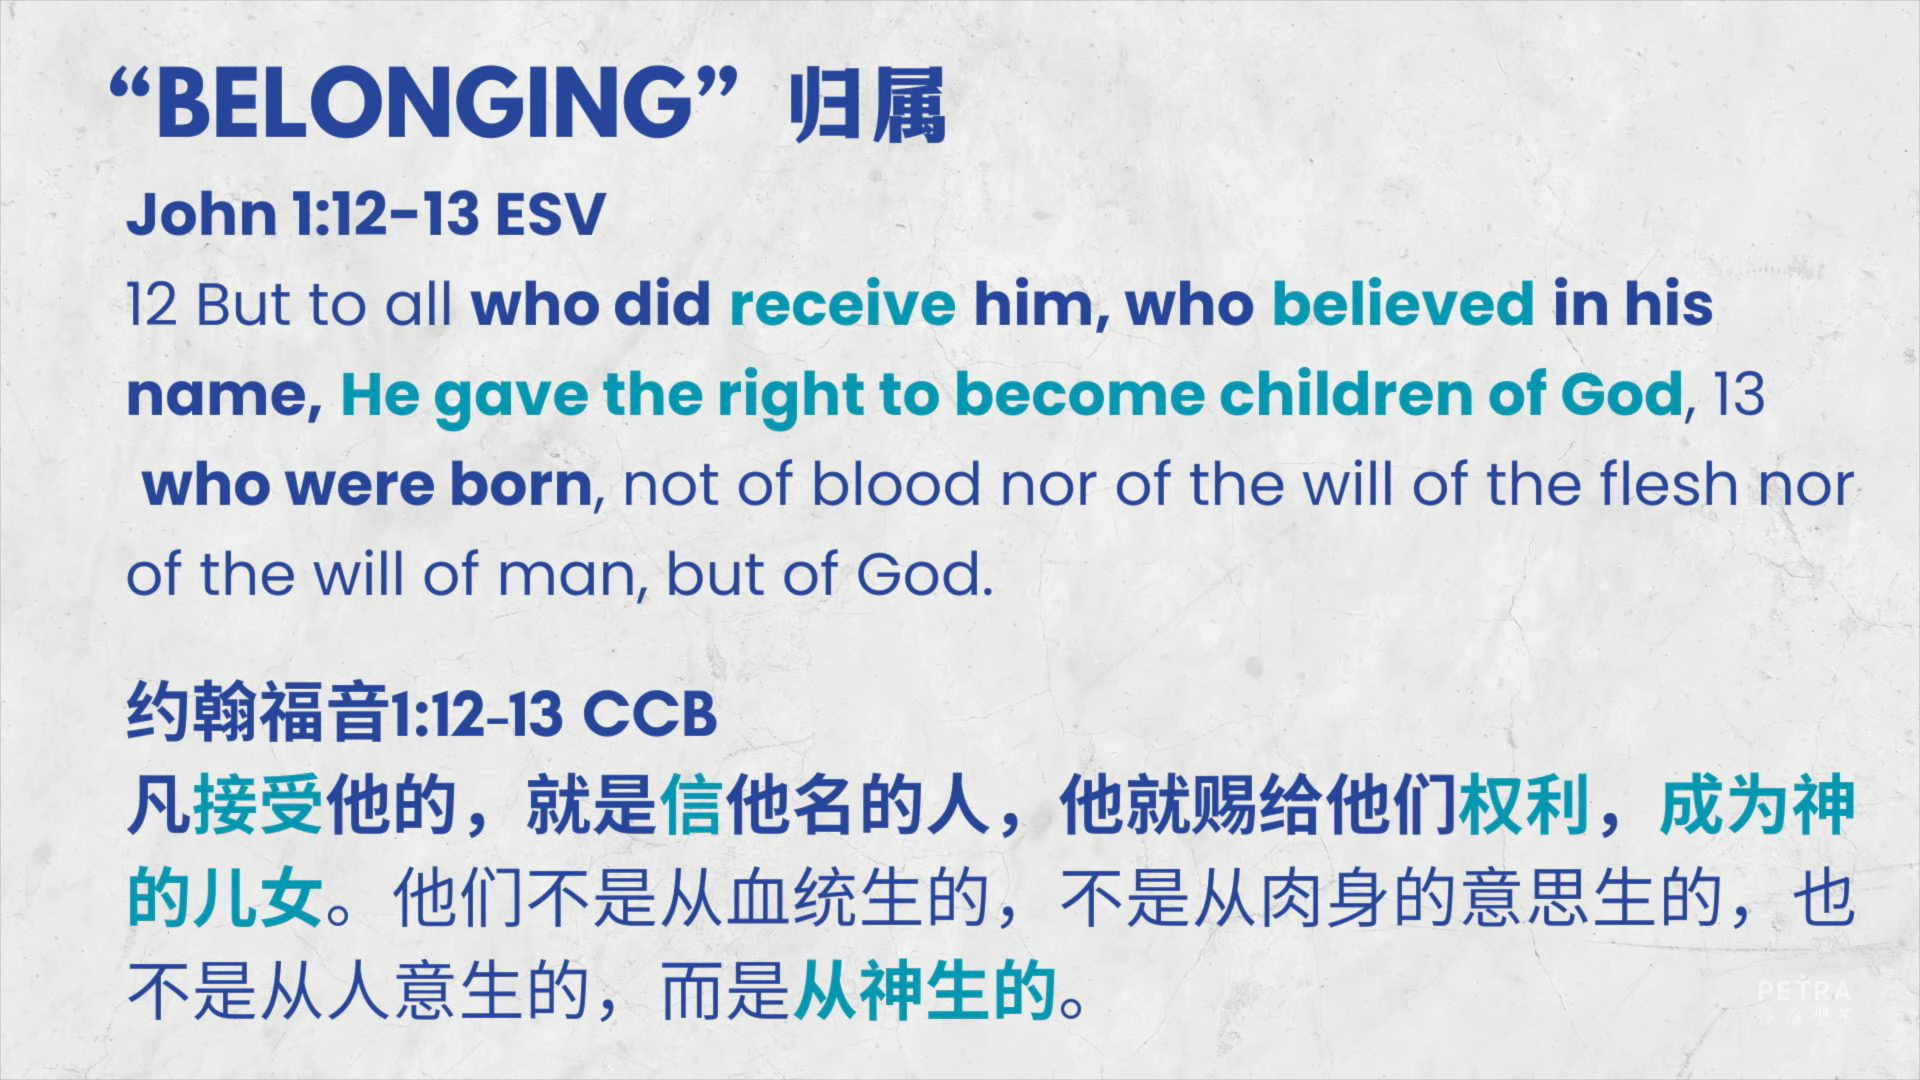 “BELONGING” 归属
John 1:12-13 ESV
12 But to all who did receive him, who believed in his
name, He gave the right to become children of God, 13
who were born, not of blood nor of the will of the flesh nor
of the will of man, but of God.
约翰福音1:12-13 CCB
凡接受他的，就是信他名的人，他就赐给他们权利，成为神
的儿女。他们不是从血统生的，不是从肉身的意思生的，也
不是从人意生的，而是从神生的。
PETRA